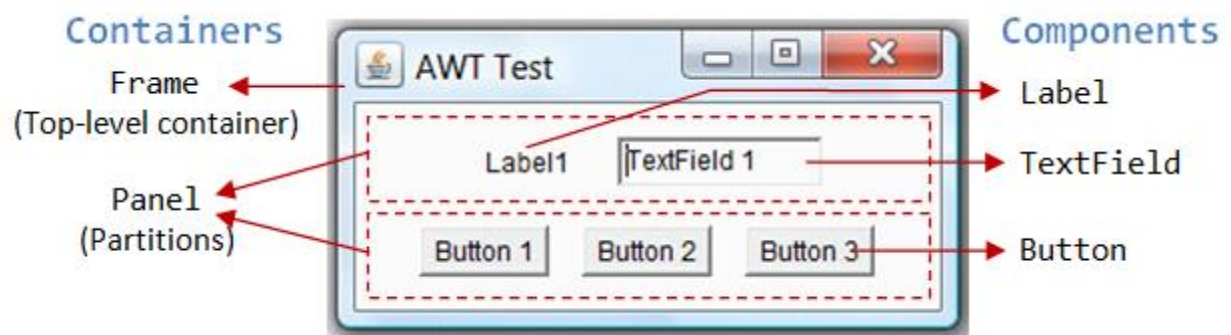 Containers
Components
Frame
(Top-level container)
AWT Test
Label
Label1
TextField 1
TextField
Panel
(Partitions)
Button 1
Button 2
Button 3
Button